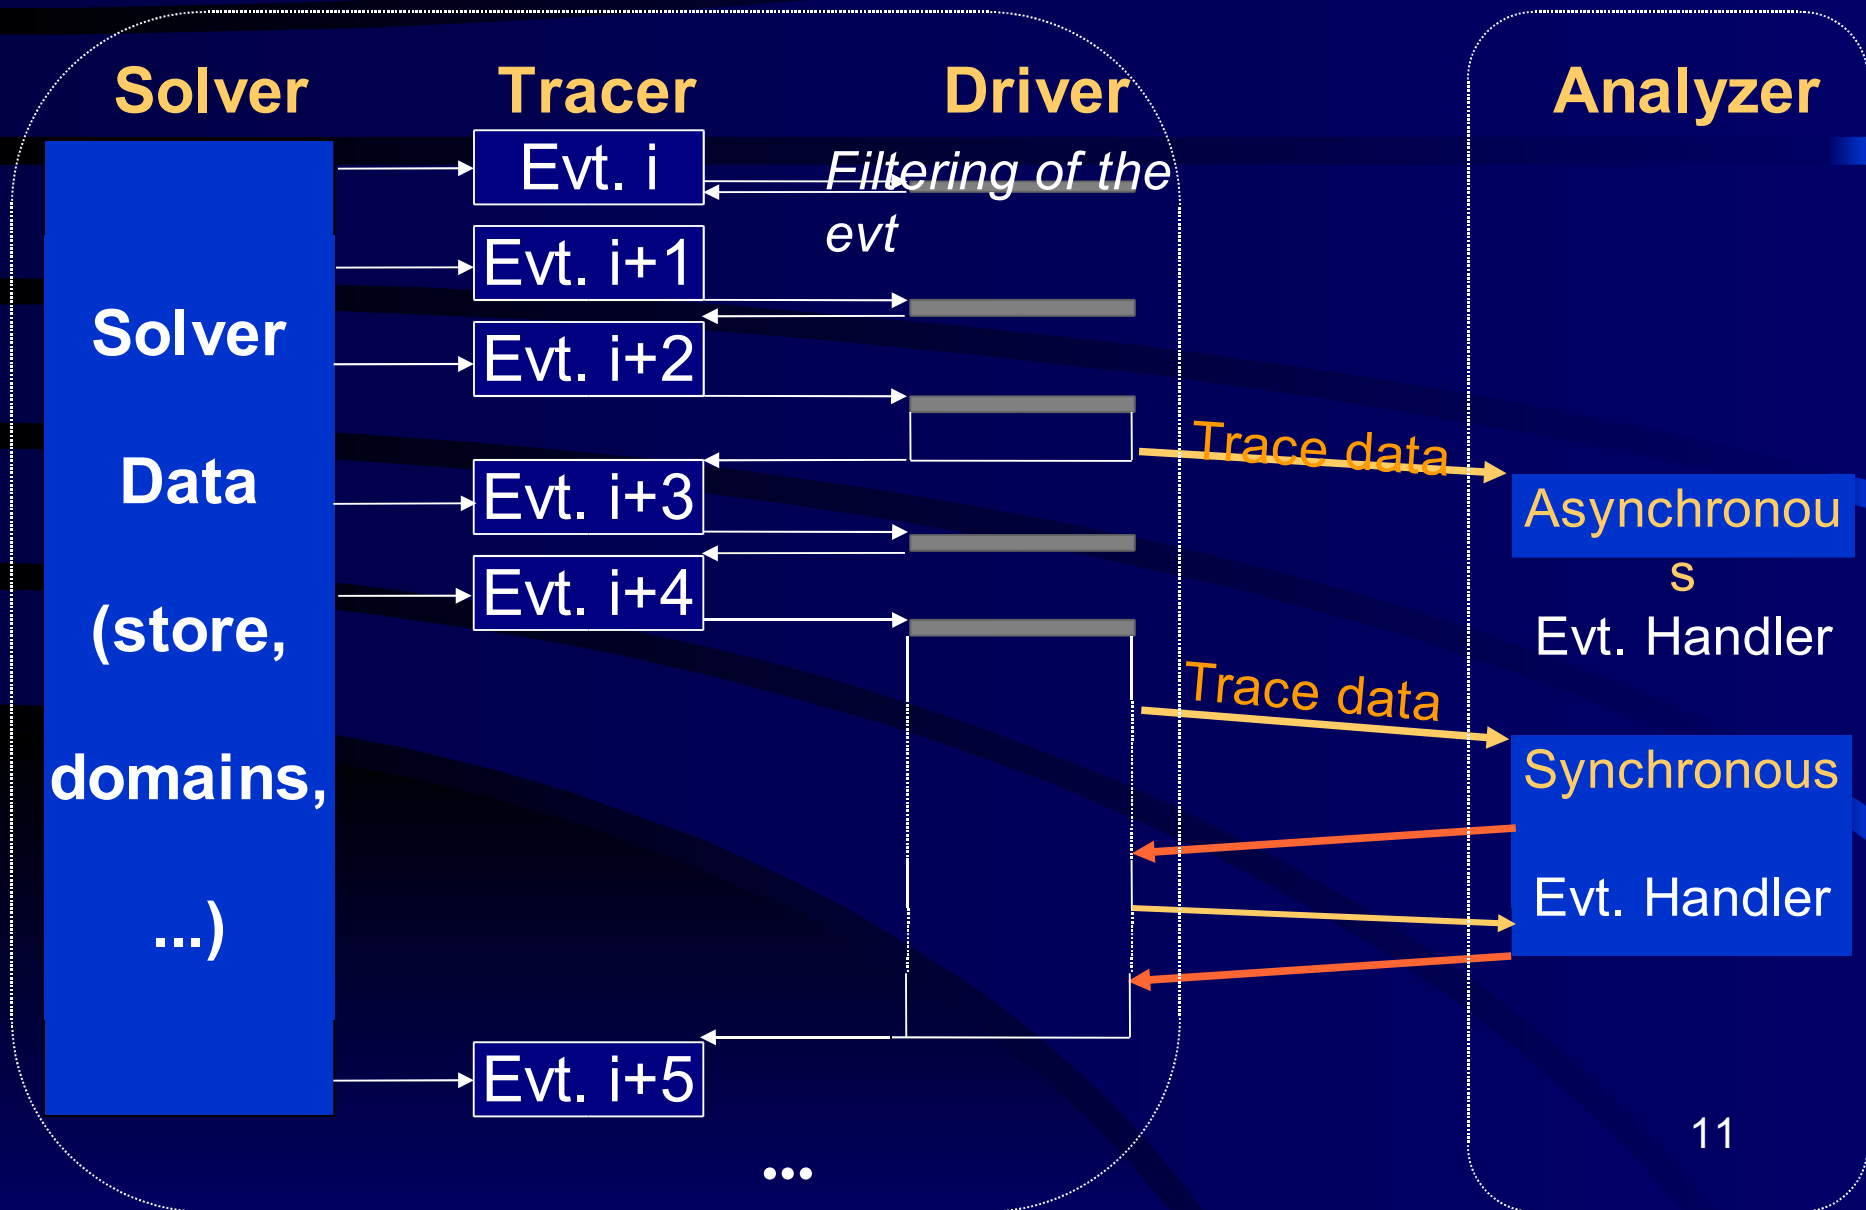 Solver
Tracer
Driver
Analyzer
Solver
Data
(store,
domains,
...)
Evt. i
Evt. i+1
Evt. i+2
Evt. i+3
Evt. i+4
Evt. i+5
Filtering of the
evt
Trace data
Trace data
Asynchronou
s
Evt. Handler
Synchronous
Evt. Handler
...
11